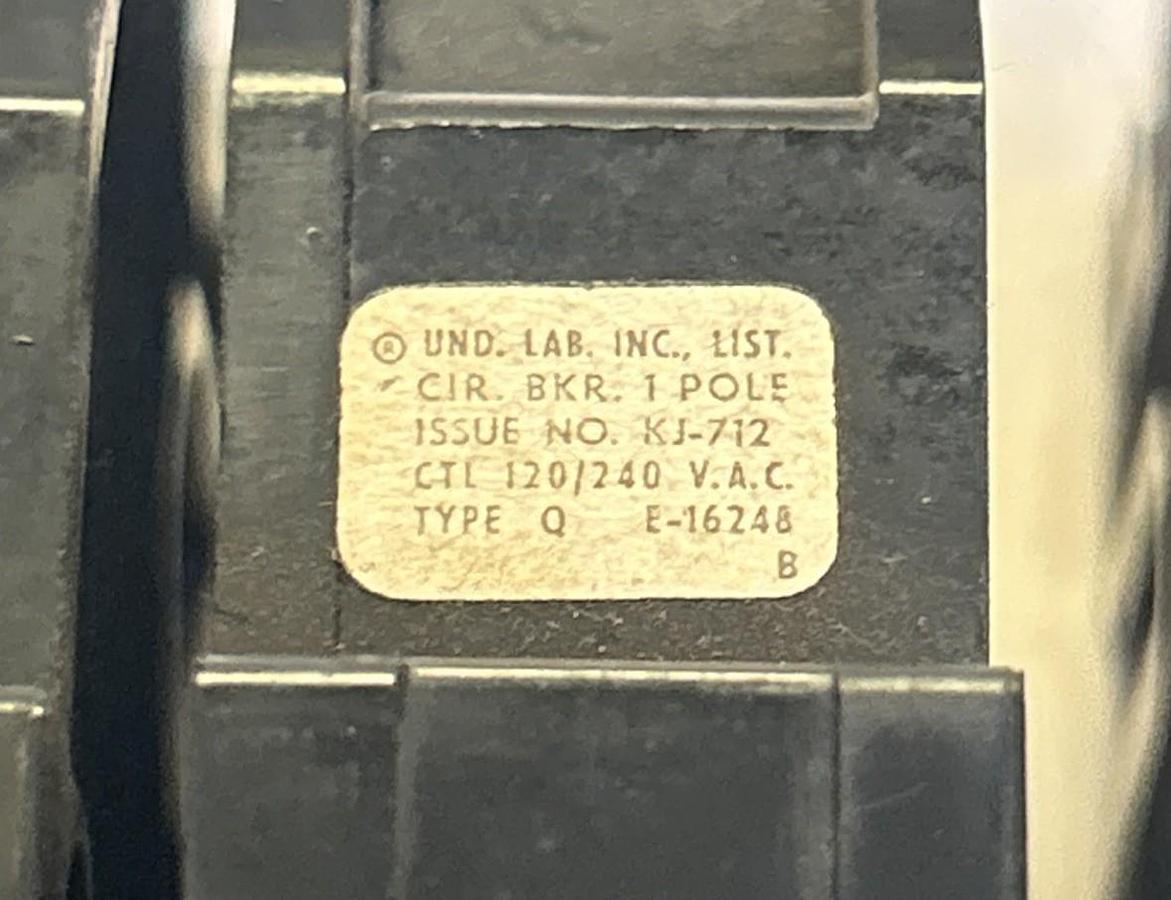 ® UND. LAB. INC., LIST.
CIR. BKR. 1 POLE
ISSUE NO. KJ-712
CTL 120/240 V.A.C.
TYPE Q E-16248
B